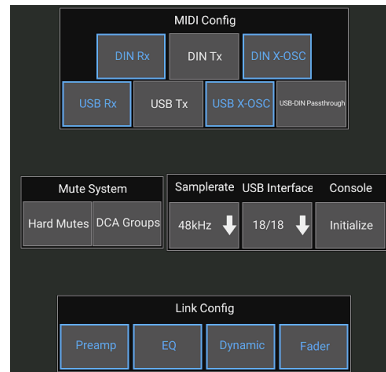 MIDI Config
DIN Rx DIN Tx DIN X-OSC
USB Rx USB Tx USB X-OSC USB-DIN Passthrough
Mute System
Hard Mutes DCA Groups
Samplerate USB Interface Console
48kHz 18/18 Initialize
Link Config
Preamp EQ Dynamic Fader